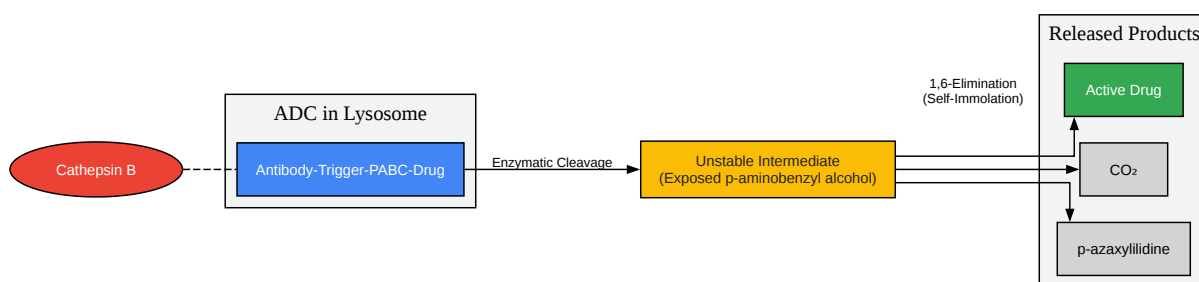 Released Products
1,6-Elimination
(Self-Immolation)
Active Drug
ADC in Lysosome
Cathepsin B
Antibody-Trigger-PABC-Drug
Enzymatic Cleavage
Unstable Intermediate
(Exposed p-aminobenzyl alcohol)
CO₂
p-azaxylilidine